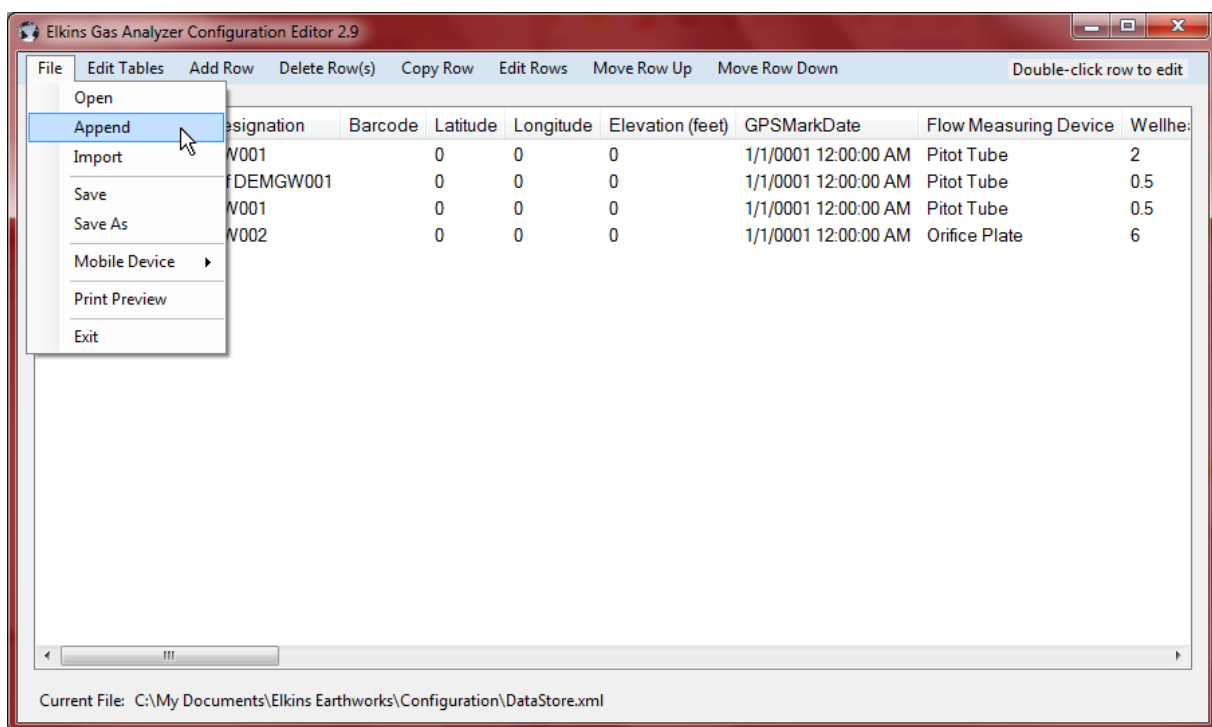 Elkins Gas Analyzer Configuration Editor 2.9
File Edit Tables Add Row Delete Row(s) Copy Row Edit Rows Move Row Up Move Row Down Double-click row to edit
Open
Append
Import
Save
Save As
Mobile Device
Print Preview
Exit
esignation Barcode Latitude Longitude Elevation (feet) GPSMarkDate Flow Measuring Device Wellhe
W001 0 0 0 1/1/0001 12:00:00 AM Pitot Tube 2
f DEMGW001 0 0 0 1/1/0001 12:00:00 AM Pitot Tube 0.5
W001 0 0 0 1/1/0001 12:00:00 AM Pitot Tube 0.5
W002 0 0 0 1/1/0001 12:00:00 AM Orifice Plate 6
Current File: C:\My Documents\Elkins Earthworks\Configuration\DataStore.xml